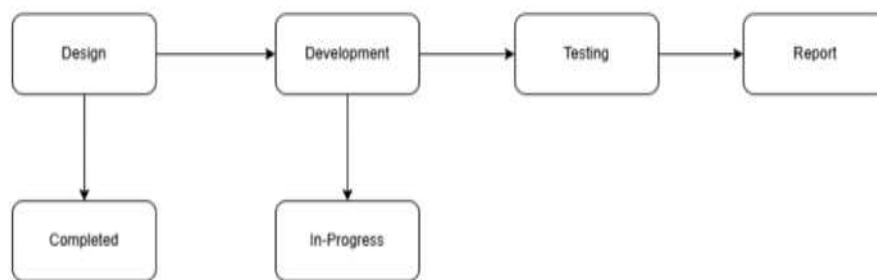 Design
Development
Testing
Report
Completed
In-Progress